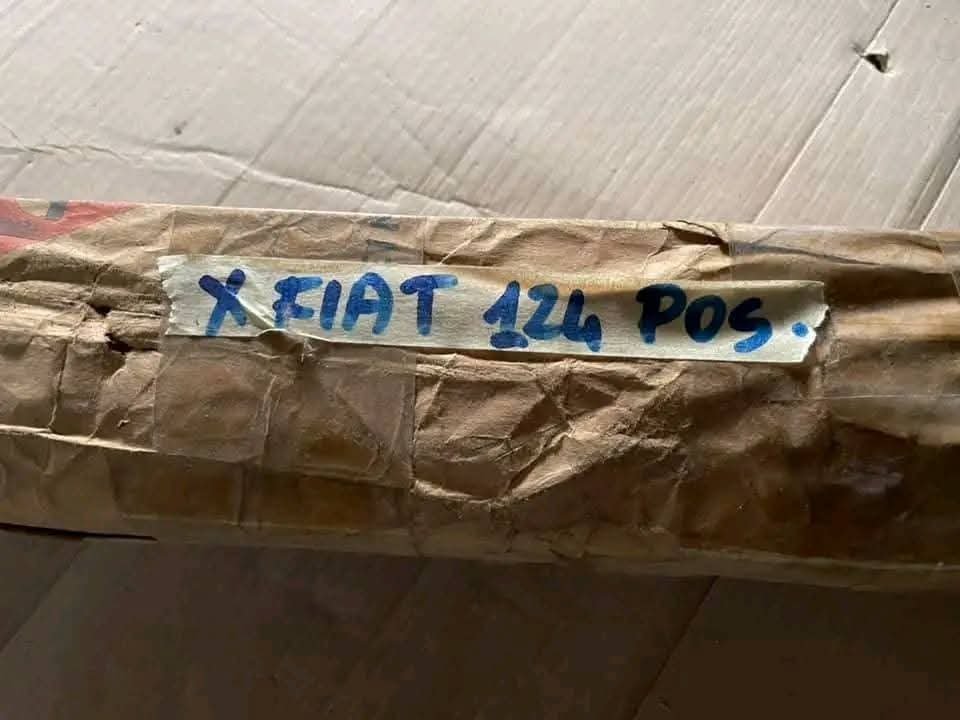 X FIAT 124 POS.